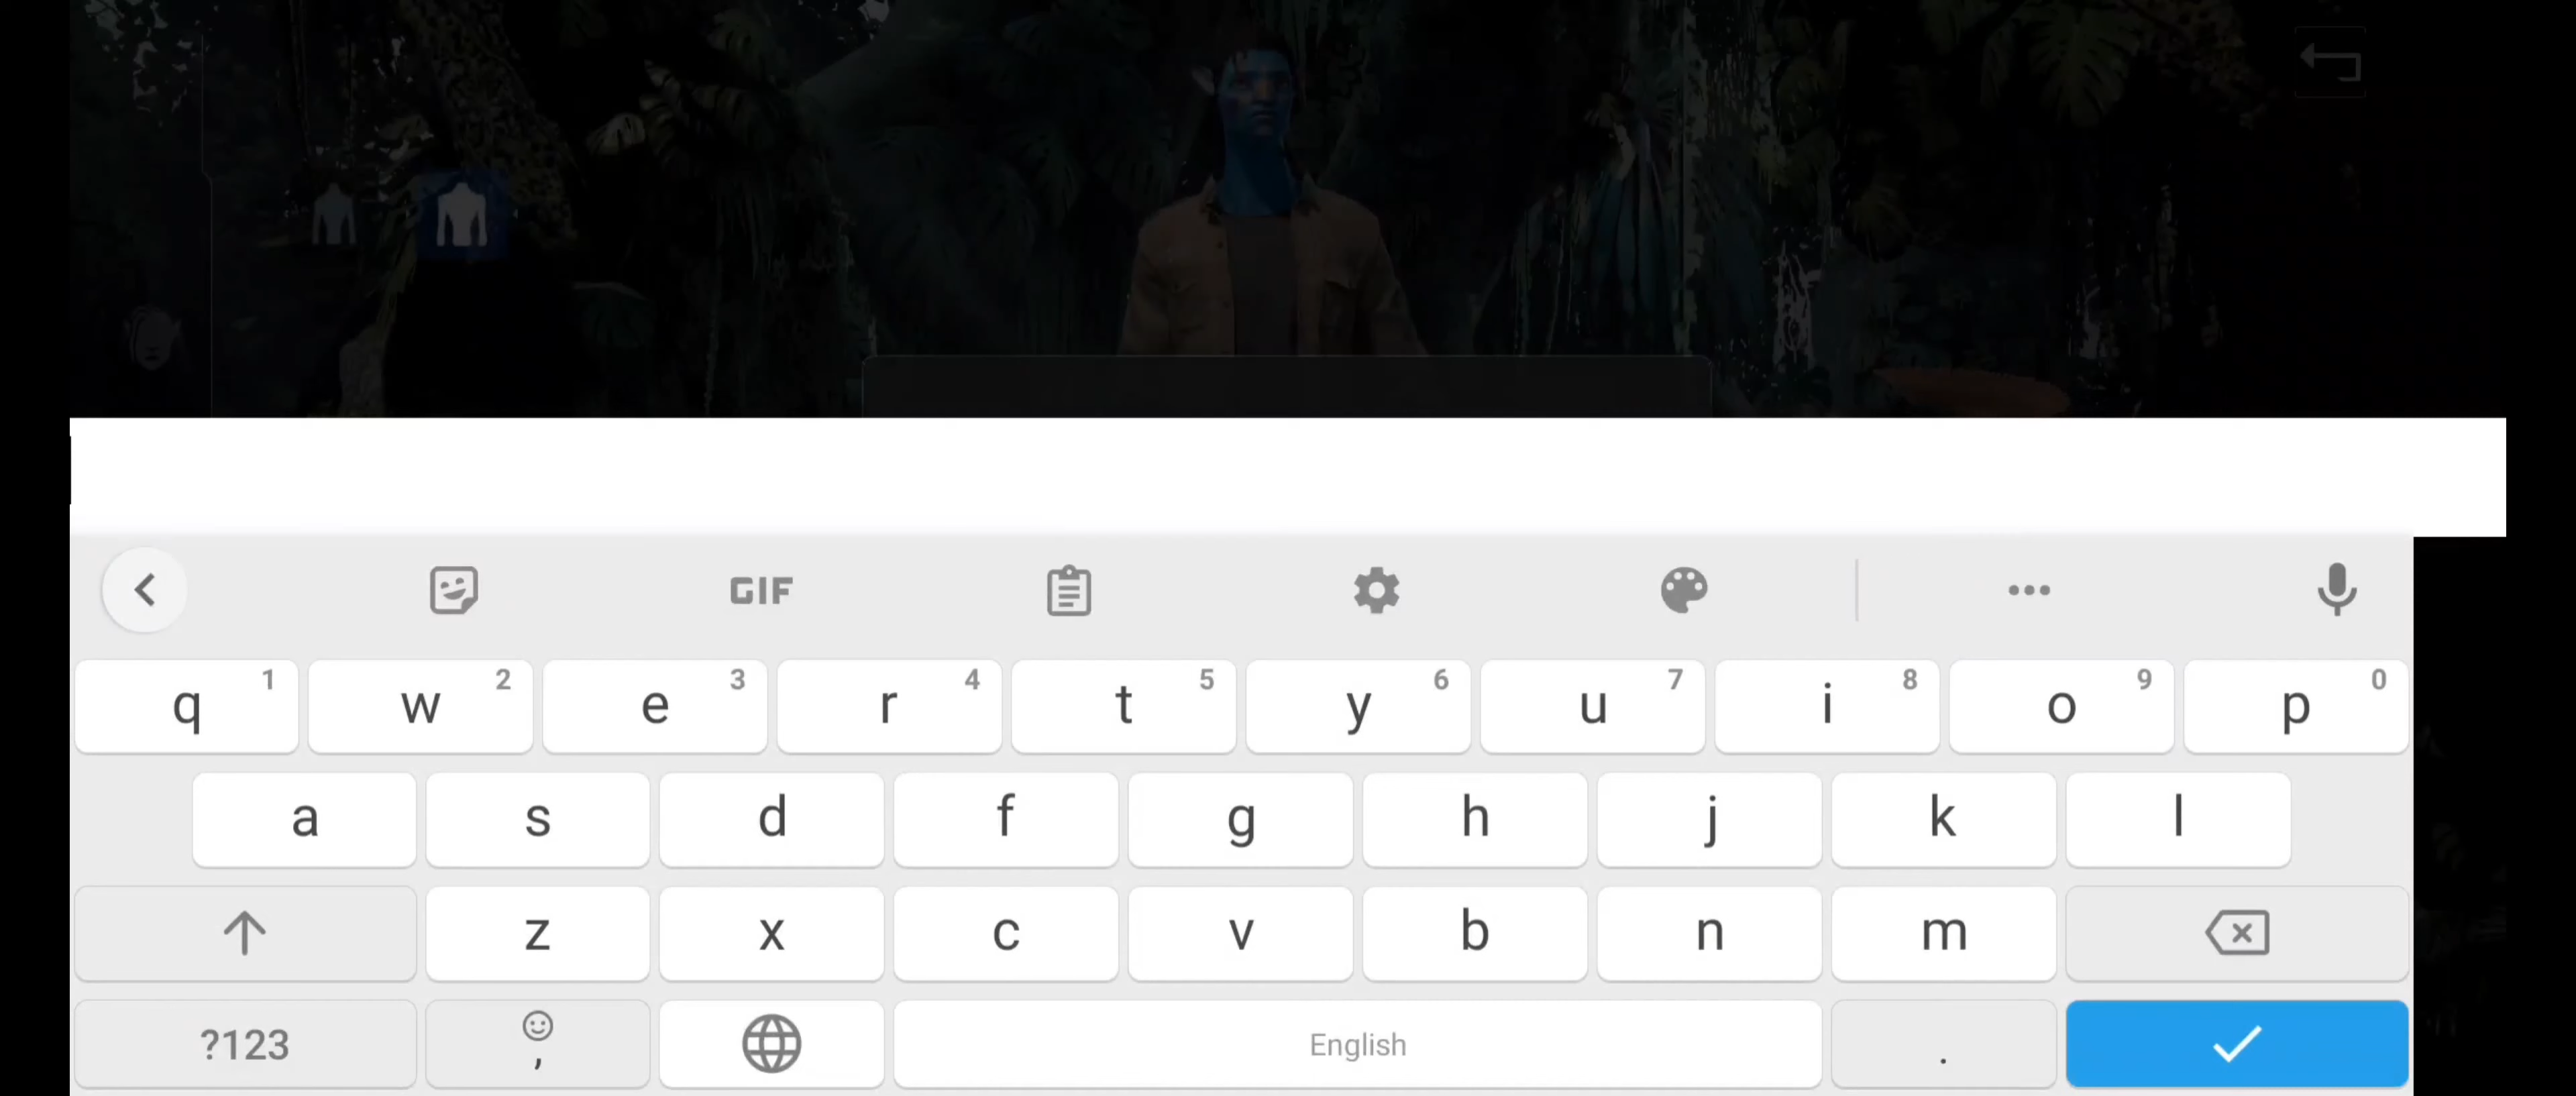 GIF
q 1 w 2 e 3 r 4 t 5 y 6 u 7 i 8 o 9 p 0
a s d f g h j k l
z x c v b n m
?123 , English .